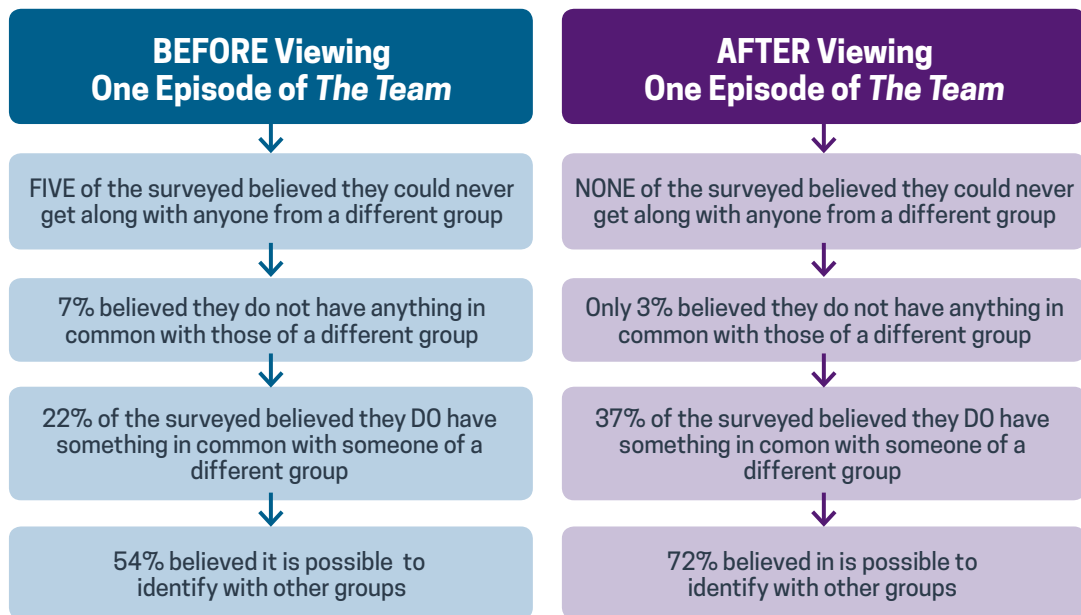 BEFORE Viewing
One Episode of The Team
FIVE of the surveyed believed they could never
get along with anyone from a different group
7% believed they do not have anything in
common with those of a different group
22% of the surveyed believed they DO have
something in common with someone of a
different group
54% believed it is possible to
identify with other groups
AFTER Viewing
One Episode of The Team
NONE of the surveyed believed they could never
get along with anyone from a different group
Only 3% believed they do not have anything in
common with those of a different group
37% of the surveyed believed they DO have
something in comon with someone of a
different group
72% believed in is possible to
identify with other groups